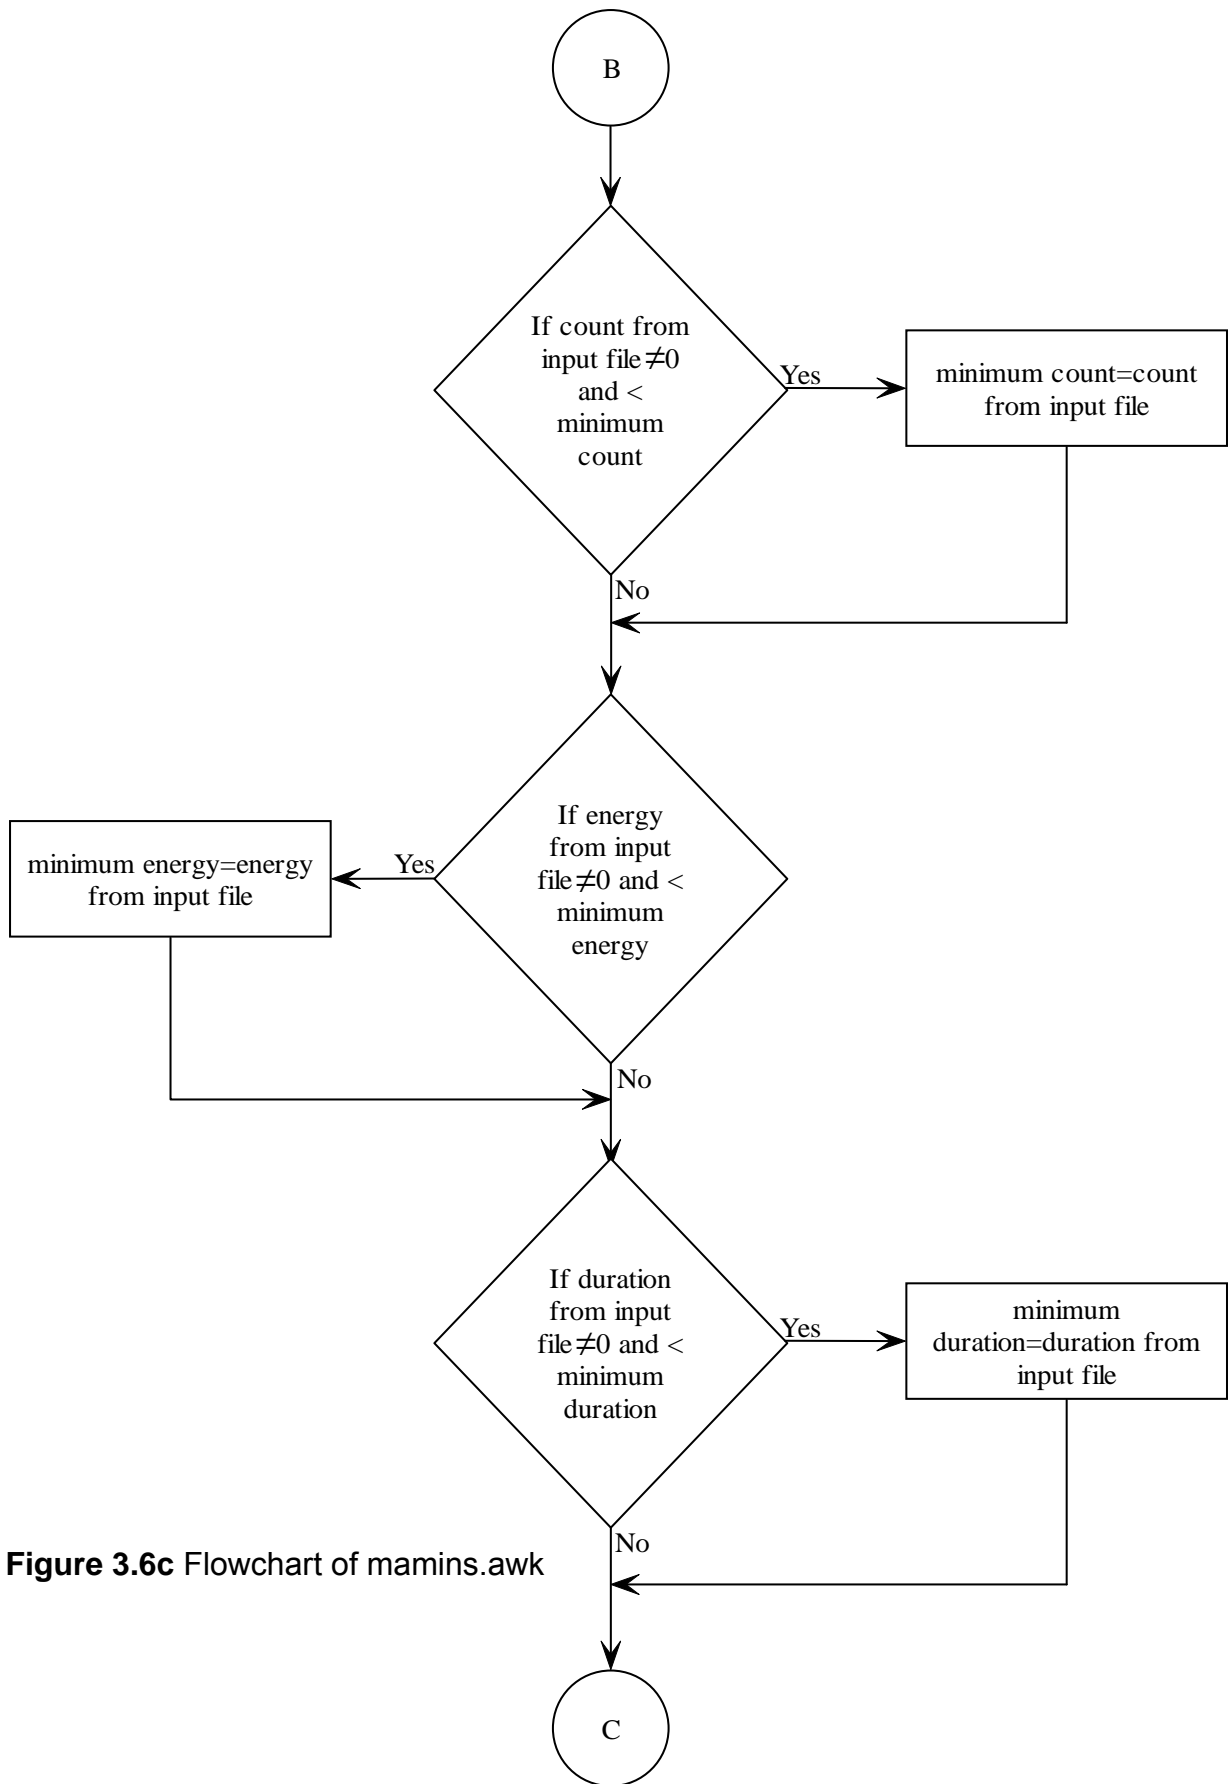 B
If count from
input file≠0
and <
minimum
count
Yes
minimum count=count
from input file
No
If energy
from input
file≠0 and <
minimum
energy
Yes
minimum energy=energy
from input file
No
If duration
from input
file≠0 and <
minimum
duration
Yes
minimum
duration=duration from
input file
No
Figure 3.6c Flowchart of mamins.awk
C